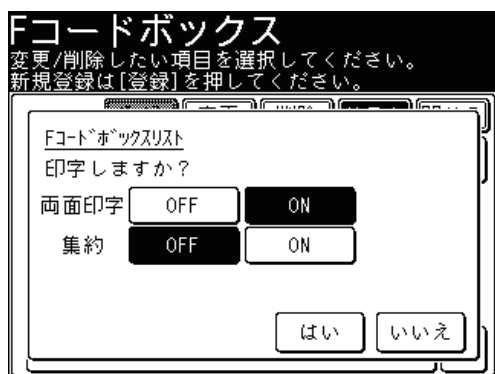 Fコードボックス
変更/削除したい項目を選択してください。
新規登録は[登録]を押してください。
Fコードボックスリスト
印字しますか？
両面印字 OFF ON
集約 OFF ON
はい いいえ